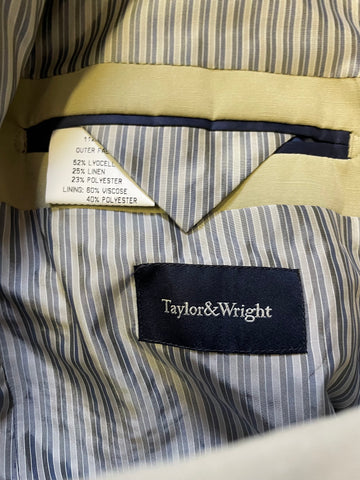 OUTER FA
52% LYOCELL
25% LINEN
23% POLYESTER
LINING: 60% VISCOSE
40% POLYESTER
Taylor&Wright